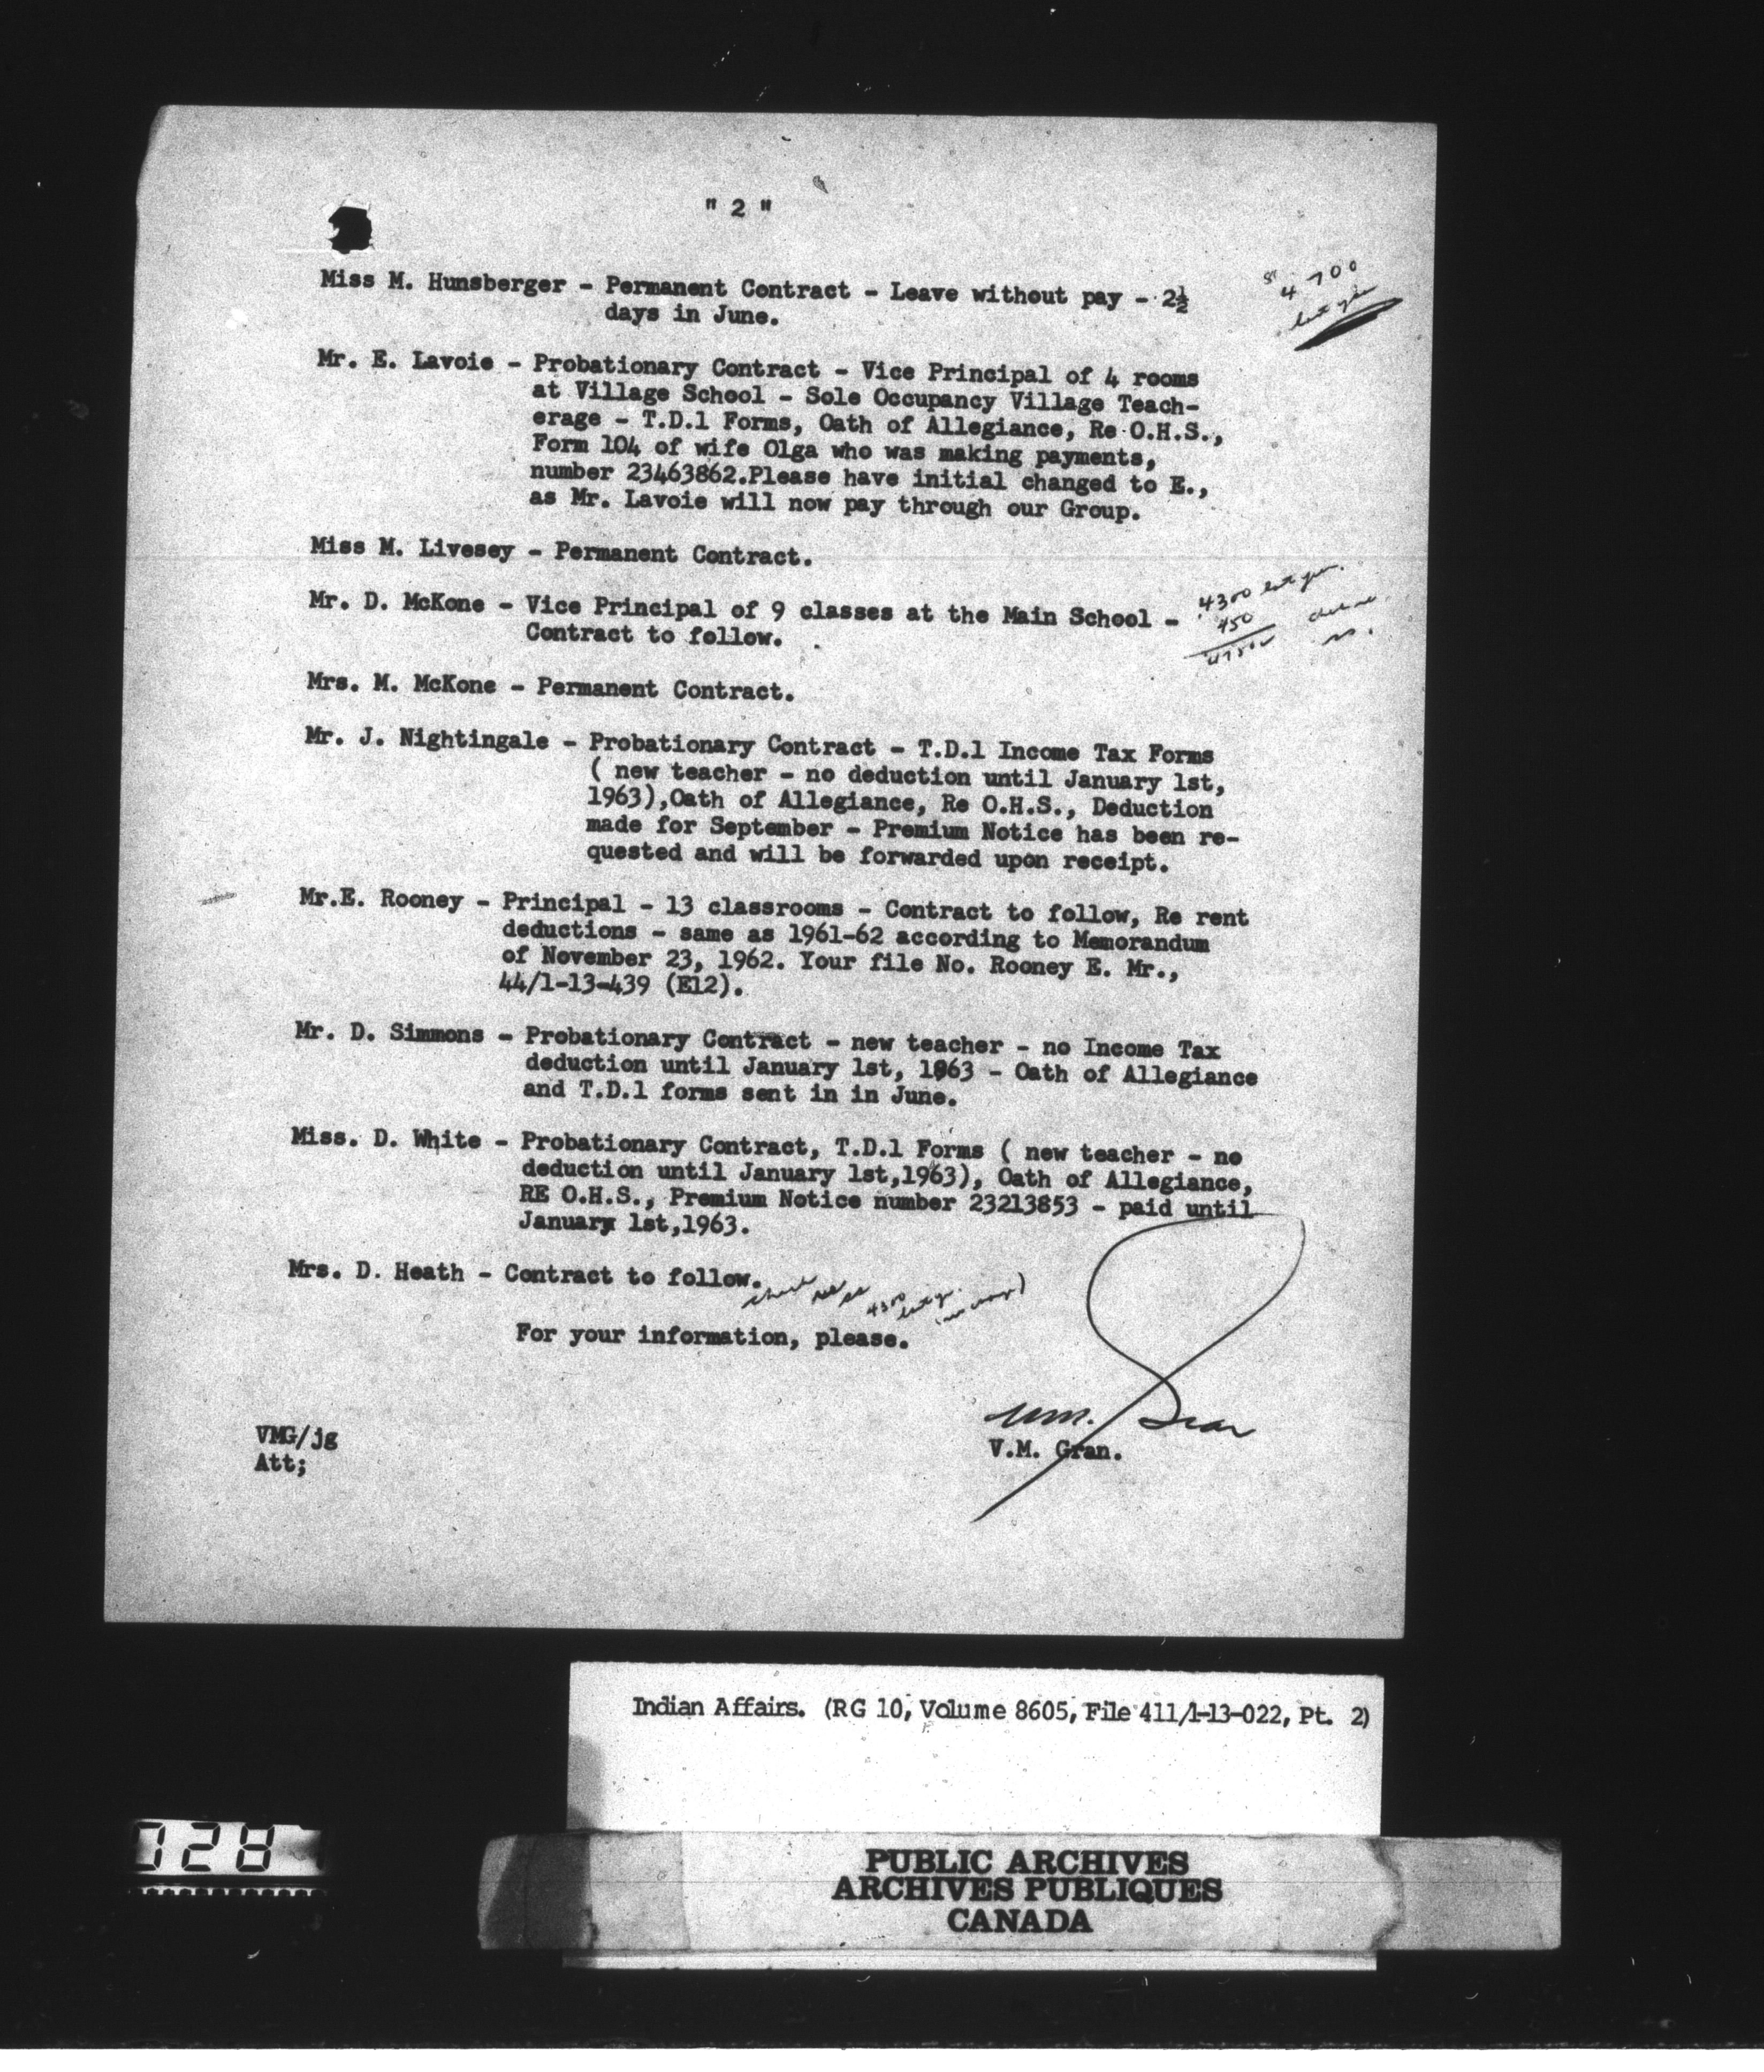 " 2 "
Miss M. Hunsberger - Permanent Contract - Leave without pay - 2½
days in June.
4700
last year
Mr. E. Lavoie - Probationary Contract - Vice Principal of 4 rooms
at Village School - Sole Occupancy Village Teach-
erage - T.D.1 Forms, Oath of Allegiance, Re O.H.S.,
Form 104 of wife Olga who was making payments,
number 23463862.Please have initial changed to E.,
as Mr. Lavoie will now pay through our Group.
Miss M. Livesey - Permanent Contract.
Mr. D. McKone - Vice Principal of 9 classes at the Main School -
Contract to follow.
4300 last year.
450
Mrs. M. McKone - Permanent Contract.
Mr. J. Nightingale - Probationary Contract - T.D.1 Income Tax Forms
( new teacher - no deduction until January 1st,
1963),Oath of Allegiance, Re O.H.S., Deduction
made for September - Premium Notice has been re-
quested and will be forwarded upon receipt.
Mr.E. Rooney - Principal - 13 classrooms - Contract to follow, Re rent
deductions - same as 1961-62 according to Memorandum
of November 23, 1962. Your file No. Rooney E. Mr.,
44/1-13-439 (E12).
Mr. D. Simmons - Probationary Contract - new teacher - no Income Tax
deduction until January 1st, 1963 - Oath of Allegiance
and T.D.1 forms sent in in June.
Miss. D. White - Probationary Contract, T.D.1 Forms ( new teacher - no
deduction until January 1st,1963), Oath of Allegiance,
RE O.H.S., Premium Notice number 23213853 - paid until
January 1st,1963.
Mrs. D. Heath - Contract to follow.
4300 last yr.
For your information, please.
V.M. Gran
V.M. Gran.
VMG/jg
Att;
Indian Affairs. (RG 10, Volume 8605, File 411/1-13-022, Pt. 2)
728
PUBLIC ARCHIVES
ARCHIVES PUBLIQUES
CANADA